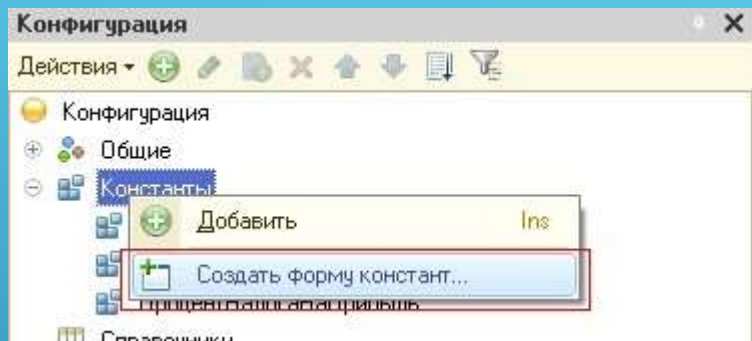 Конфигурация
Действия
Конфигурация
Общие
Константы
Добавить Ins
Создать форму констант...